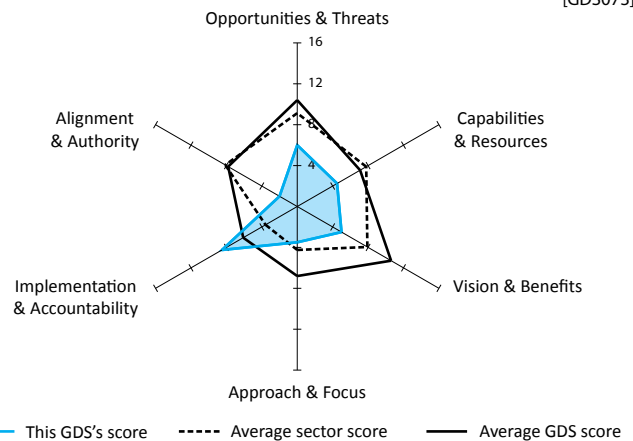 [GDS075]
Opportunities & Threats
16
12
8
4
Alignment
& Authority
Capabilities
& Resources
Implementation
& Accountability
Vision & Benefits
Approach & Focus
This GDS's score
Average sector score
Average GDS score